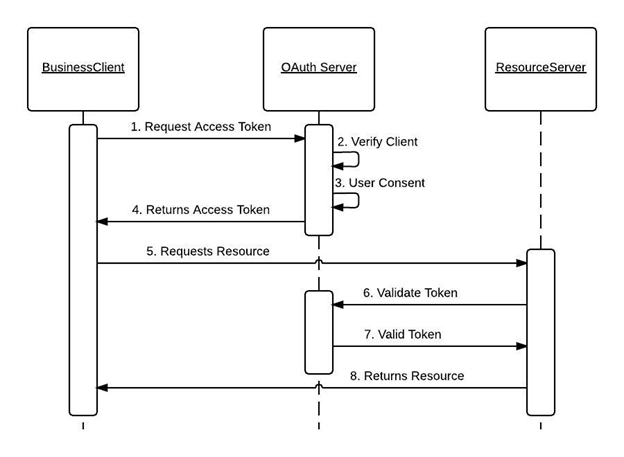 BusinessClient
OAuth Server
ResourceServer
1. Request Access Token
2. Verify Client
3. User Consent
4. Returns Access Token
5. Requests Resource
6. Validate Token
7. Valid Token
8. Returns Resource